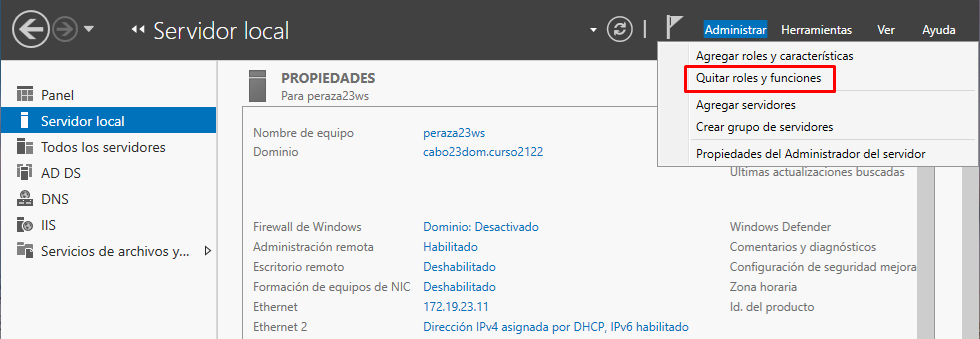 Servidor local
Administrar Herramientas Ver Ayuda
Agregar roles y características
Quitar roles y funciones
Agregar servidores
Crear grupo de servidores
Propiedades del Administrador del servidor
Panel
Servidor local
Todos los servidores
AD DS
DNS
IIS
Servicios de archivos y...
PROPIEDADES
Para peraza23ws
Nombre de equipo peraza23ws
Dominio cabo23dom.curso2122
Últimas actualizaciones buscadas
Firewall de Windows Dominio: Desactivado Windows Defender
Administración remota Habilitado Comentarios y diagnósticos
Escritorio remoto Deshabilitado Configuración de seguridad mejora
Formación de equipos de NIC Deshabilitado Zona horaria
Ethernet 172.19.23.11 Id. del producto
Ethernet 2 Dirección IPv4 asignada por DHCP, IPv6 habilitado